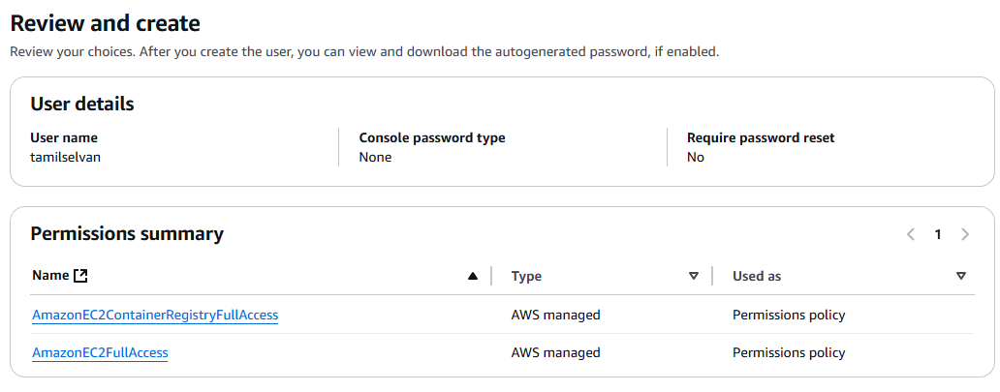 Review and create
Review your choices. After you create the user, you can view and download the autogenerated password, if enabled.
User details
User name
Console password type
Require password reset
tamilselvan
None
No
Permissions summary
1
Name
Type
Used as
AmazonEC2ContainerRegistryFullAccess
AWS managed
Permissions policy
AmazonEC2FullAccess
AWS managed
Permissions policy